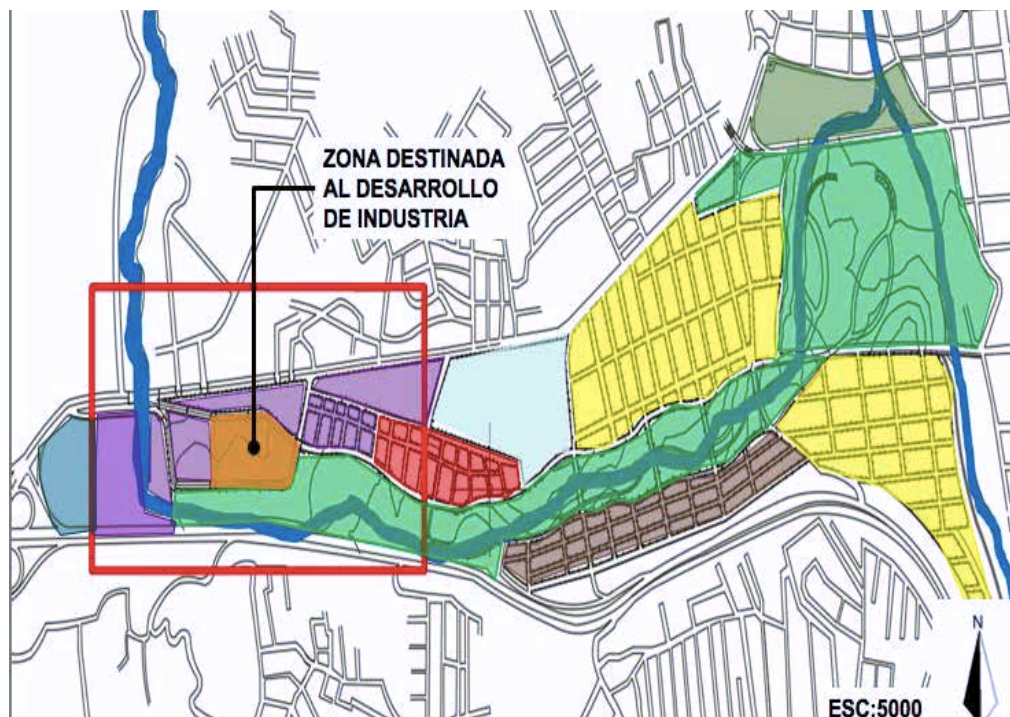 ZONA DESTINADA
AL DESARROLLO
DE INDUSTRIA
N
ESC:5000